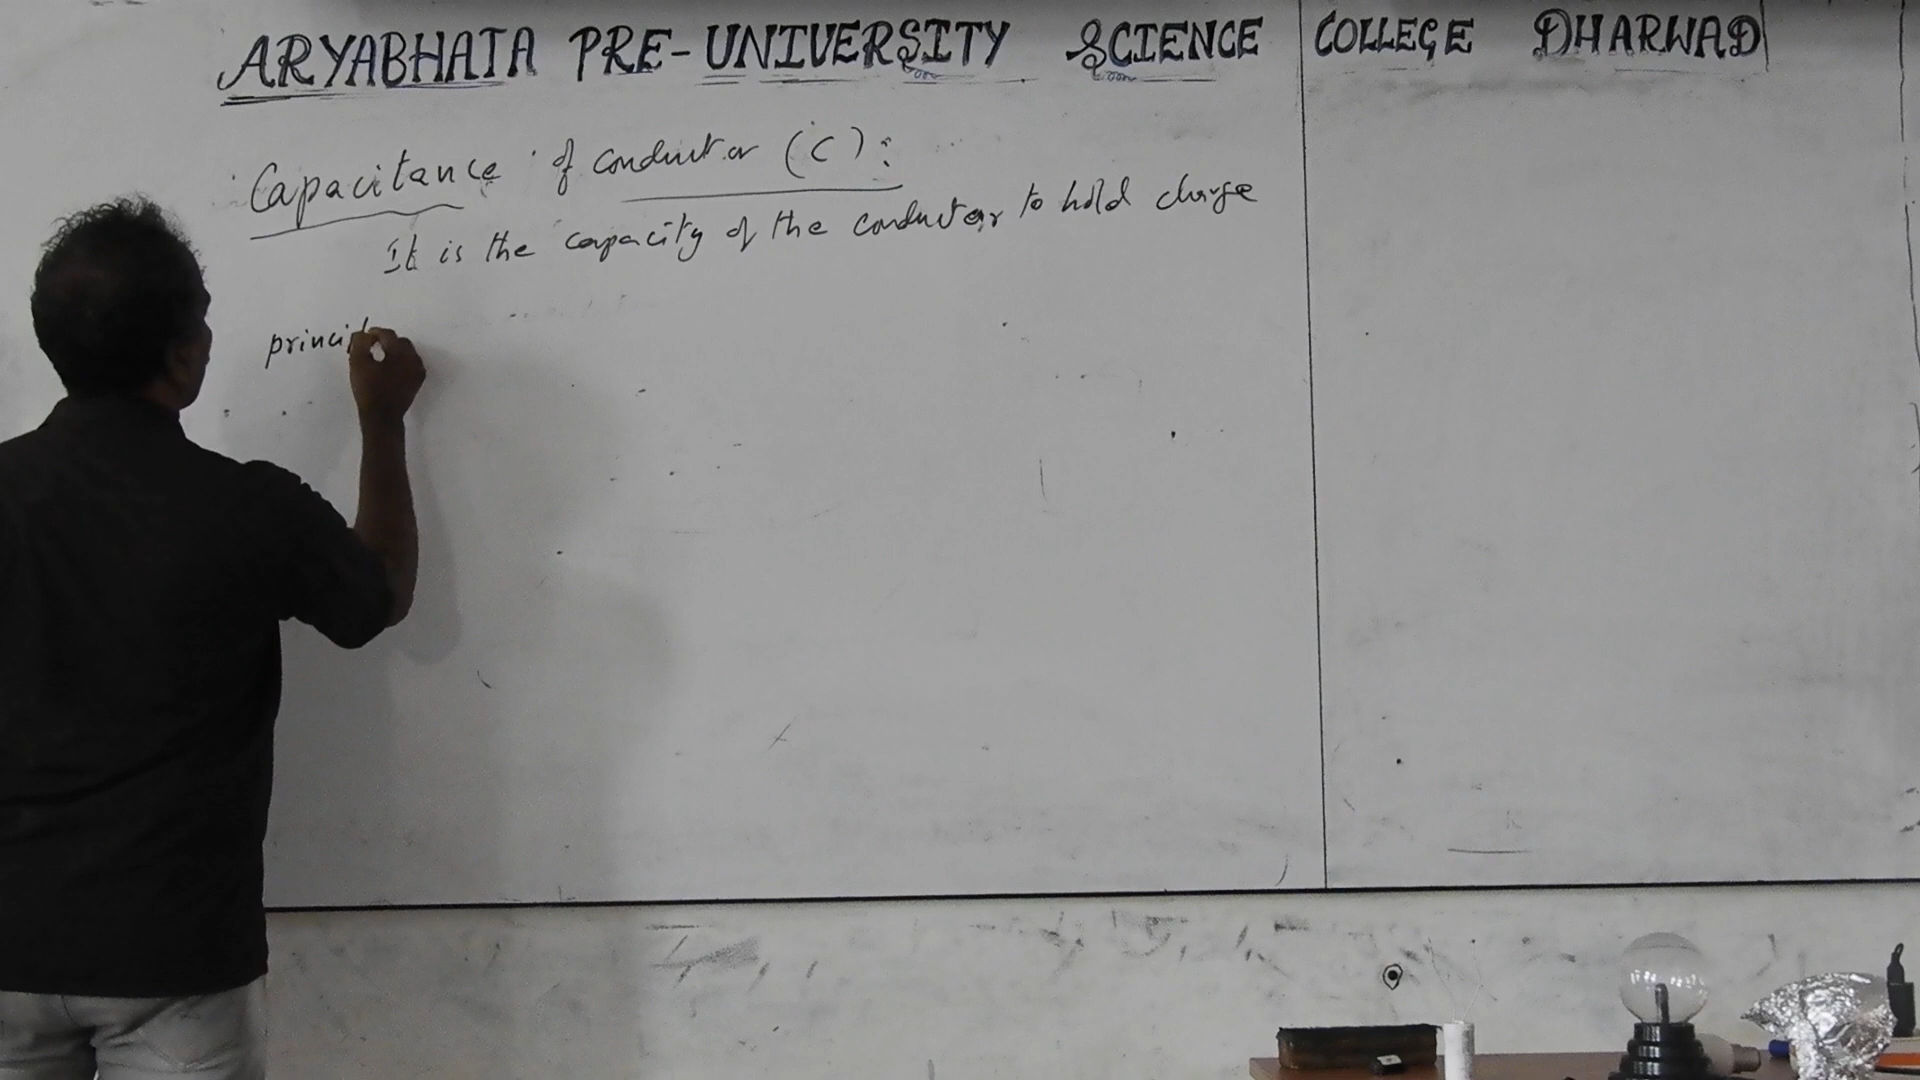 ARYABHATA PRE-UNIVERSITY SCIENCE COLLEGE DHARWAD
Capacitance of conductor (C):
It is the capacity of the conductor to hold charge
princip